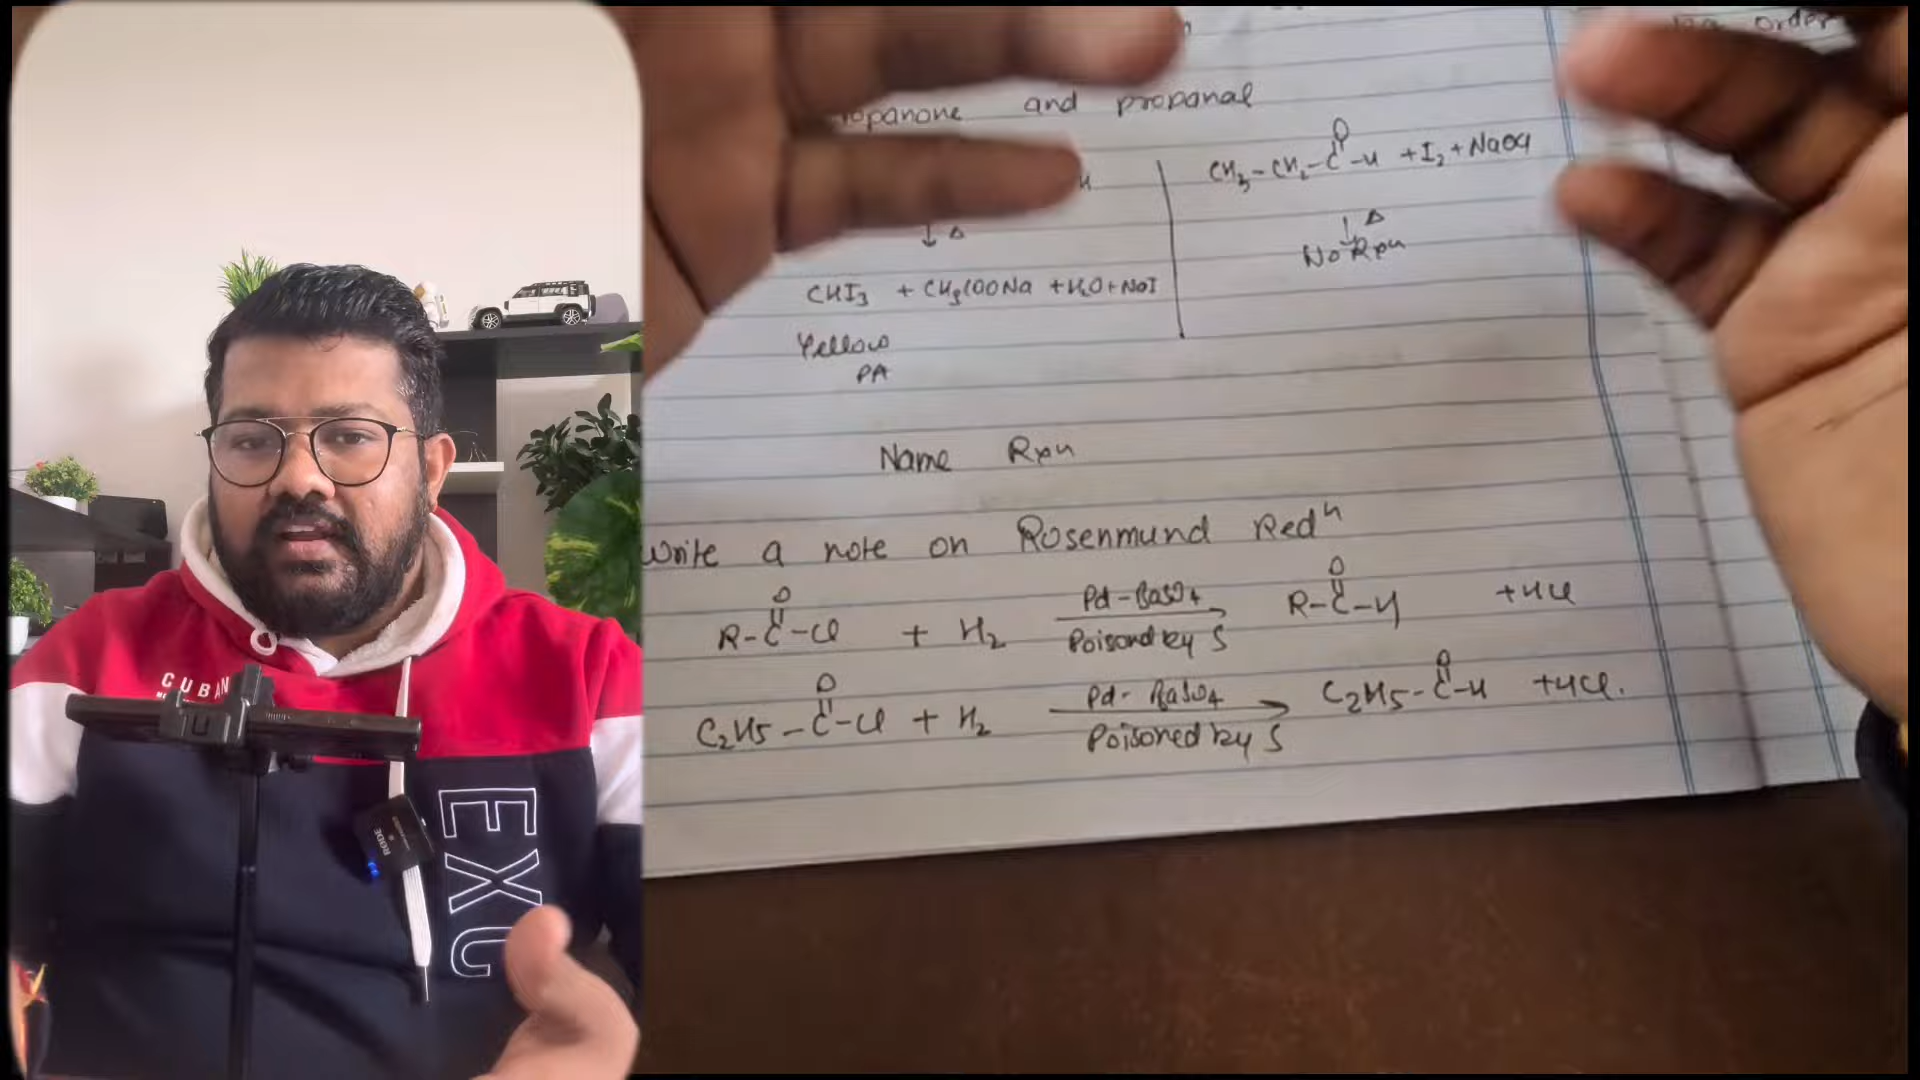 order
opanone and propanal
CH3-CH2-C-H +I2+NaOH
O
↓ Δ
↓ Δ
No Rxn
CHI3 + CH3COONa +H2O+NaI
Yellow
PA
Name Rxn
Write a note on Rosenmund Redn
O
R-C-Cl + H2 Pd-BaSO4 Poisoned by S R-C-H +HCl
O
C2H5-C-Cl + H2 Pd-BaSO4 Poisoned by S C2H5-C-H +HCl.
CUBAN
RODE
EXC